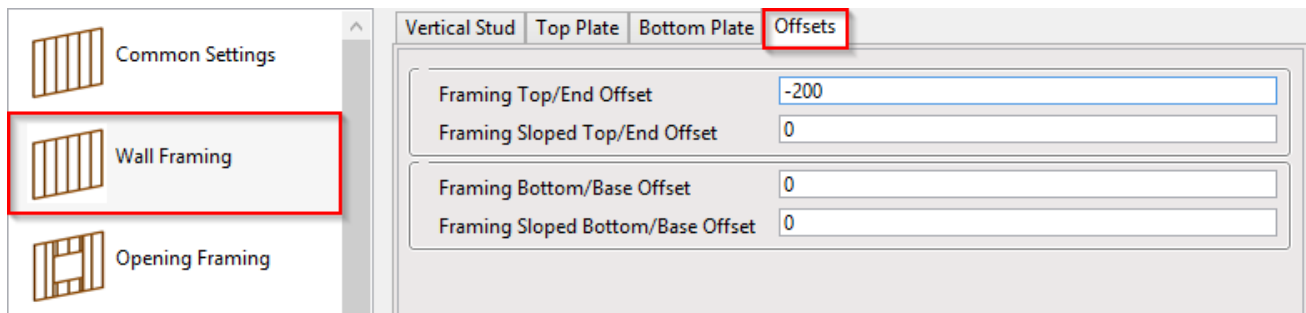 Common Settings
Wall Framing
Opening Framing
Vertical Stud Top Plate Bottom Plate Offsets
Framing Top/End Offset -200
Framing Sloped Top/End Offset 0
Framing Bottom/Base Offset 0
Framing Sloped Bottom/Base Offset 0